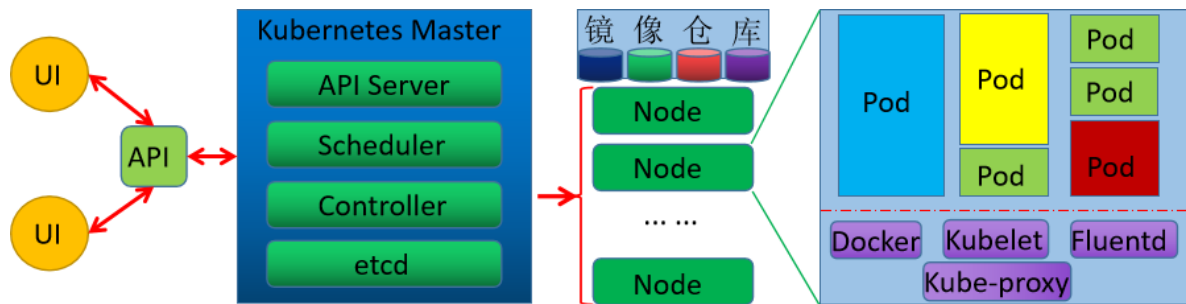 UI
UI
API
Kubernetes Master
API Server
Scheduler
Controller
etcd
镜 像 仓 库
Node
Node
... ...
Node
Pod
Pod
Pod
Pod
Pod
Pod
Docker
Kubelet
Fluentd
Kube-proxy